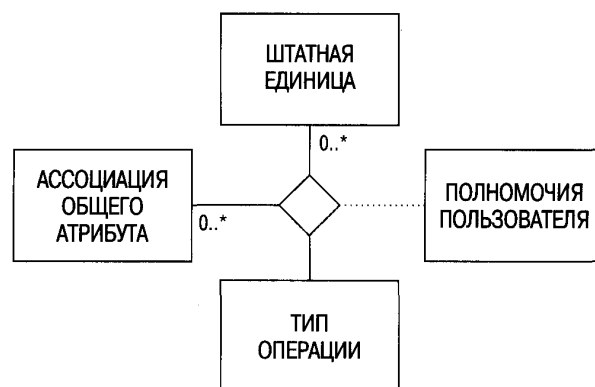 ШТАТНАЯ
ЕДИНИЦА
0..*
АССОЦИАЦИЯ
ОБЩЕГО
АТРИБУТА
0..*
ПОЛНОМОЧИЯ
ПОЛЬЗОВАТЕЛЯ
ТИП
ОПЕРАЦИИ